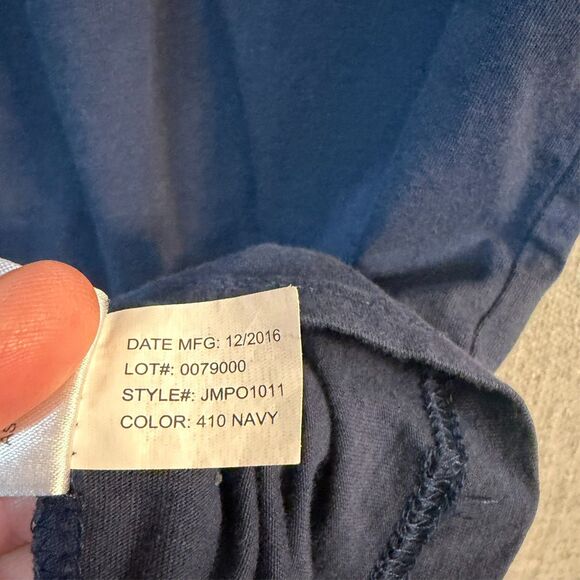 DATE MFG: 12/2016
LOT#: 0079000
STYLE#: JMPO1011
COLOR: 410 NAVY